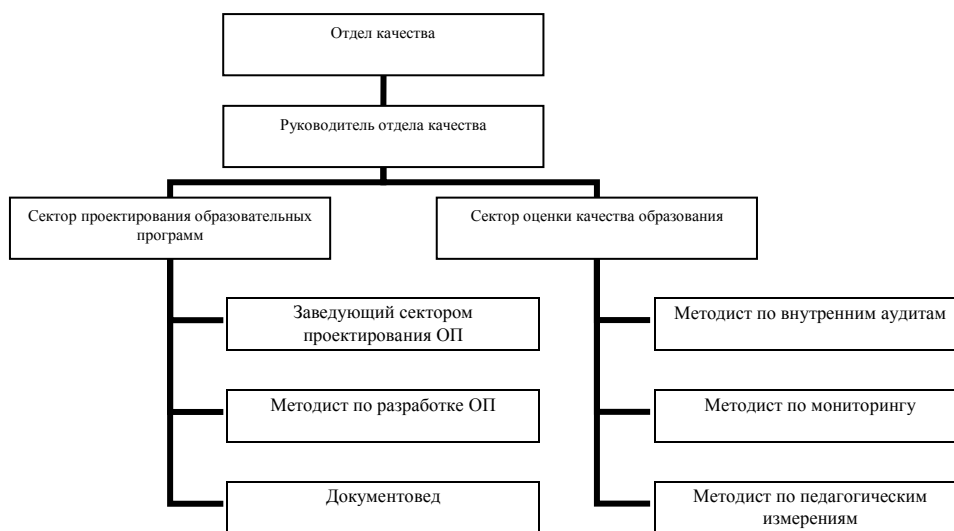 Отдел качества
Руководитель отдела качества
Сектор проектирования образовательных
программ
Сектор оценки качества образования
Заведующий сектором
проектирования ОП
Методист по внутренним аудитам
Методист по разработке ОП
Методист по мониторингу
Документовед
Методист по педагогическим
измерениям